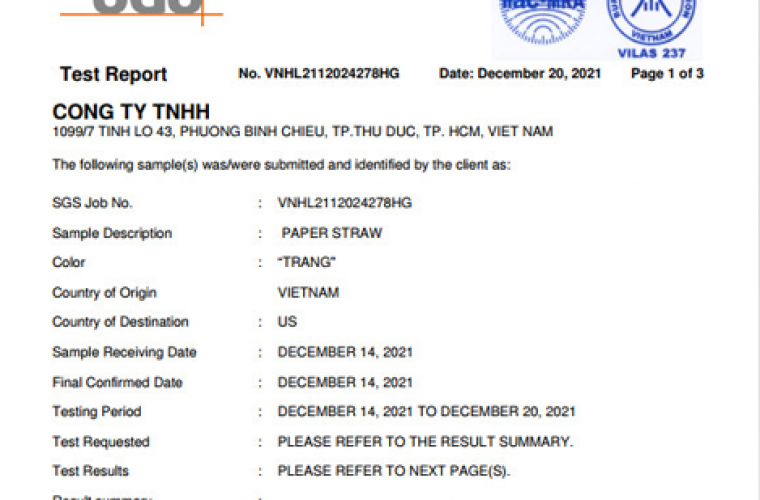 SGS
ilac-MRA
VIETNAM
VILAS 237
Test Report No. VNHL2112024278HG Date: December 20, 2021 Page 1 of 3
CONG TY TNHH
1099/7 TINH LO 43, PHUONG BINH CHIEU, TP.THU DUC, TP. HCM, VIET NAM
The following sample(s) was/were submitted and identified by the client as:
SGS Job No. : VNHL2112024278HG
Sample Description : PAPER STRAW
Color : “TRANG”
Country of Origin VIETNAM
Country of Destination : US
Sample Receiving Date : DECEMBER 14, 2021
Final Confirmed Date : DECEMBER 14, 2021
Testing Period : DECEMBER 14, 2021 TO DECEMBER 20, 2021
Test Requested : PLEASE REFER TO THE RESULT SUMMARY.
Test Results : PLEASE REFER TO NEXT PAGE(S).
Result summary :